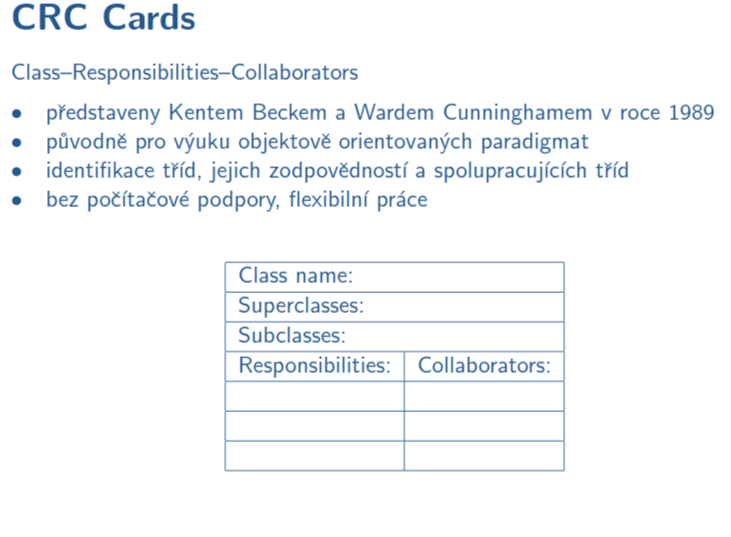 CRC Cards
Class–Responsibilities–Collaborators
• představeny Kentem Beckem a Wardem Cunninghamem v roce 1989
• původně pro výuku objektově orientovaných paradigmat
• identifikace tříd, jejich zodpovědností a spolupracujících tříd
• bez počítačové podpory, flexibilní práce
Class name:
Superclasses:
Subclasses:
Responsibilities: Collaborators: